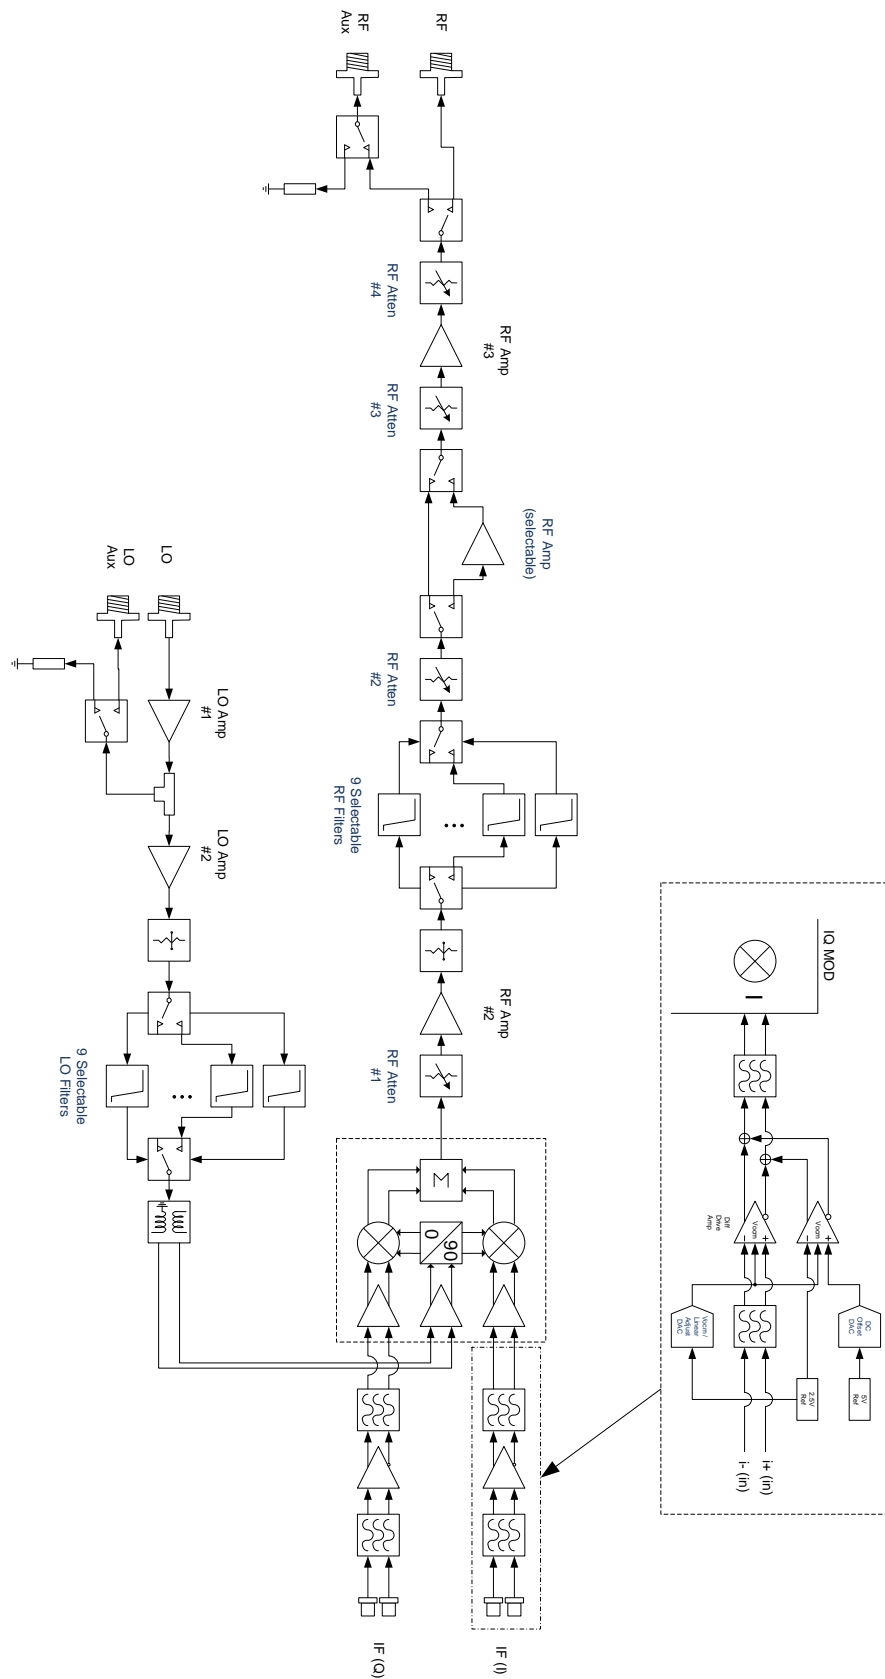 RF
Aux
RF
RF Atten
#4
RF Amp
#3
RF Atten
#3
RF Amp
(selectable)
RF Atten
#2
9 Selectable
RF Filters
RF Amp
#2
RF Atten
#1
LO
Aux
LO
LO Amp
#1
LO Amp
#2
9 Selectable
LO Filters
Σ
0
90
IF (Q)
IF (I)
IQ MOD
I
Diff
Drive
Amp
Vocm
+
-
Vocm
+
-
Vocm /
Linear
Adjust
DAC
DC
Offset
DAC
2.5V
Ref
5V
Ref
i- (in)
i+ (in)